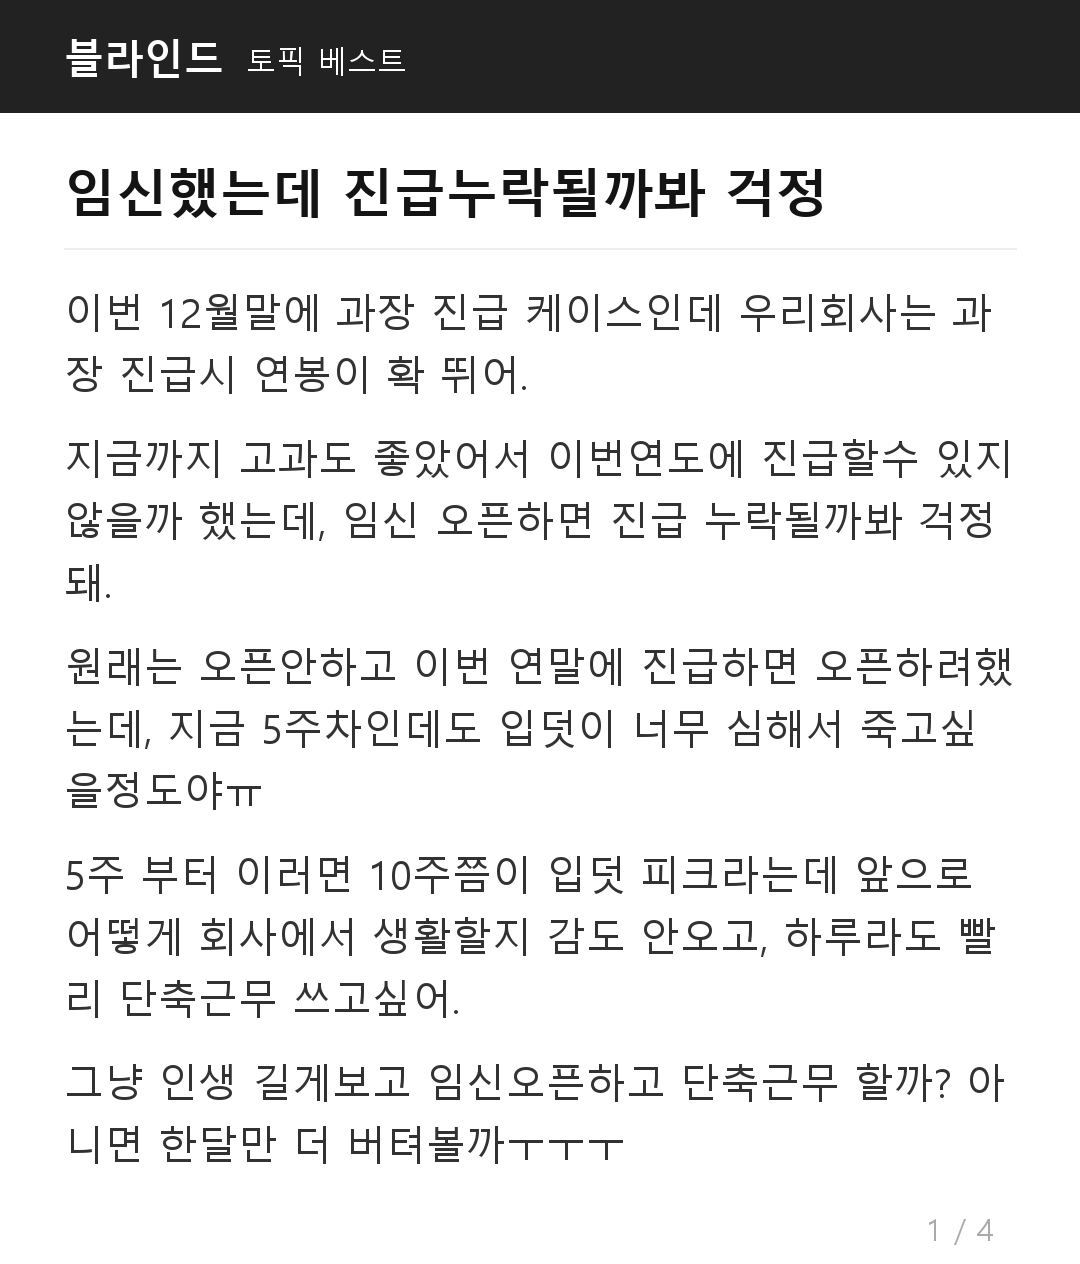 블라인드 토픽 베스트
임신했는데 진급누락될까봐 걱정
이번 12월말에 과장 진급 케이스인데 우리회사는 과
장 진급시 연봉이 확 뛰어.
지금까지 고과도 좋았어서 이번연도에 진급할수 있지
않을까 했는데, 임신 오픈하면 진급 누락될까봐 걱정
돼.
원래는 오픈안하고 이번 연말에 진급하면 오픈하려했
는데, 지금 5주차인데도 입덧이 너무 심해서 죽고싶
을정도야ㅠ
5주 부터 이러면 10주쯤이 입덧 피크라는데 앞으로
어떻게 회사에서 생활할지 감도 안오고, 하루라도 빨
리 단축근무 쓰고싶어.
그냥 인생 길게보고 임신오픈하고 단축근무 할까? 아
니면 한달만 더 버텨볼까ㅜㅜㅜ
1 / 4